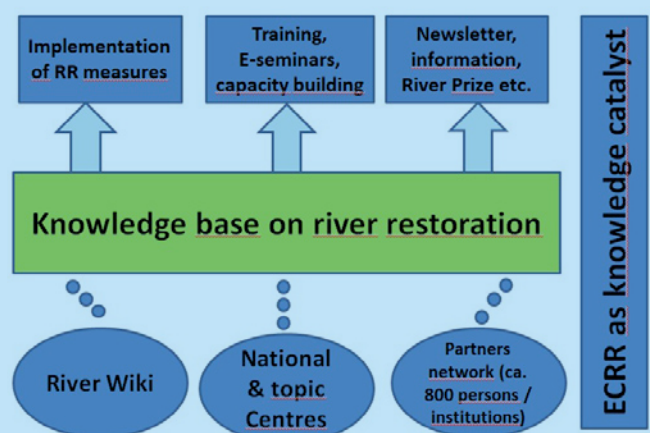 Implementation
of RR measures
Training,
E-seminars,
capacity building
Newsletter,
information,
River Prize etc.
Knowledge base on river restoration
River Wiki
National
& topic
Centres
Partners
network (ca.
800 persons /
institutions)
ECRR as knowledge catalyst